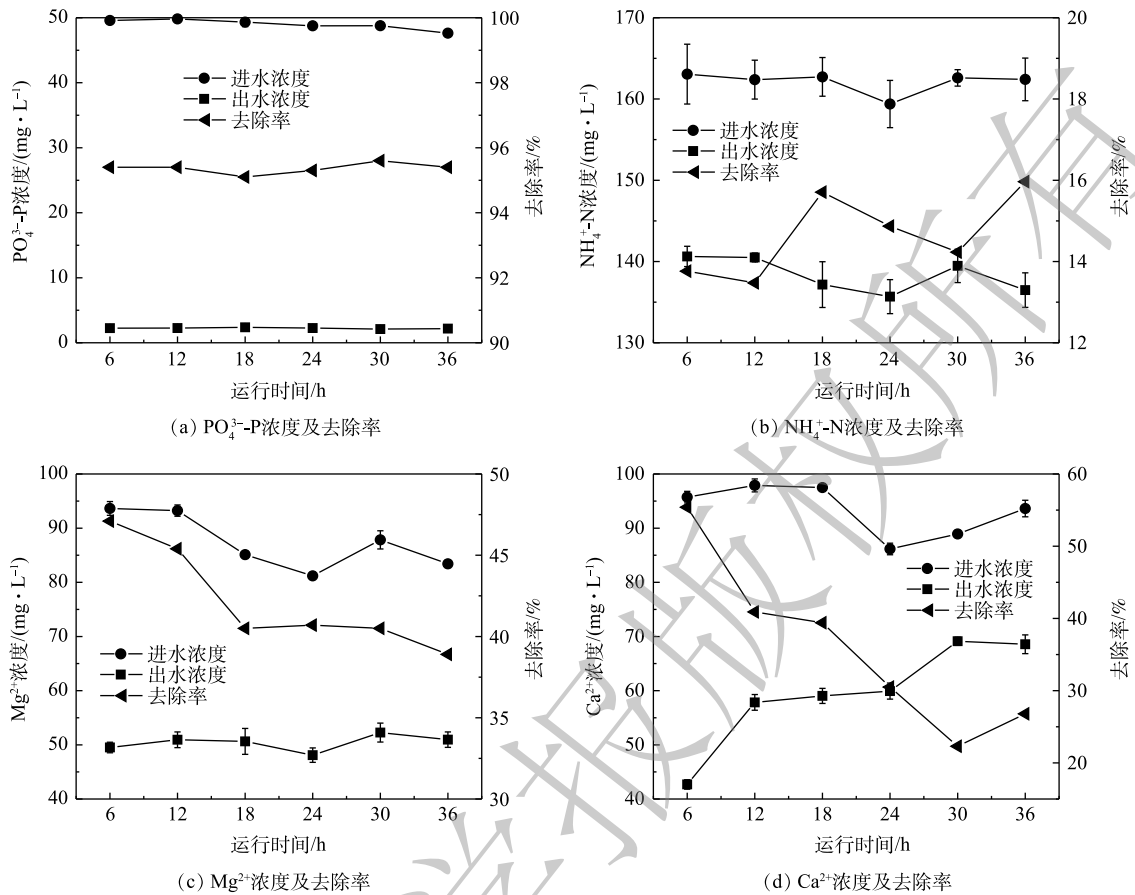 50
40
30
20
10
0
PO₄³⁻-P浓度/(mg·L⁻¹)
100
98
96
94
92
90
去除率/%
进水浓度
出水浓度
去除率
6 12 18 24 30 36
运行时间/h
(a) PO₄³⁻-P浓度及去除率
170
160
150
140
130
NH₄⁺-N浓度/(mg·L⁻¹)
20
18
16
14
12
去除率/%
进水浓度
出水浓度
去除率
6 12 18 24 30 36
运行时间/h
(b) NH₄⁺-N浓度及去除率
100
90
80
70
60
50
40
Mg²⁺浓度/(mg·L⁻¹)
50
45
40
35
30
去除率/%
进水浓度
出水浓度
去除率
6 12 18 24 30 36
运行时间/h
(c) Mg²⁺浓度及去除率
100
90
80
70
60
50
40
Ca²⁺浓度/(mg·L⁻¹)
60
50
40
30
18
去除率/%
进水浓度
出水浓度
去除率
6 12 18 24 30 36
运行时间/h
(d) Ca²⁺浓度及去除率
学报版权所有